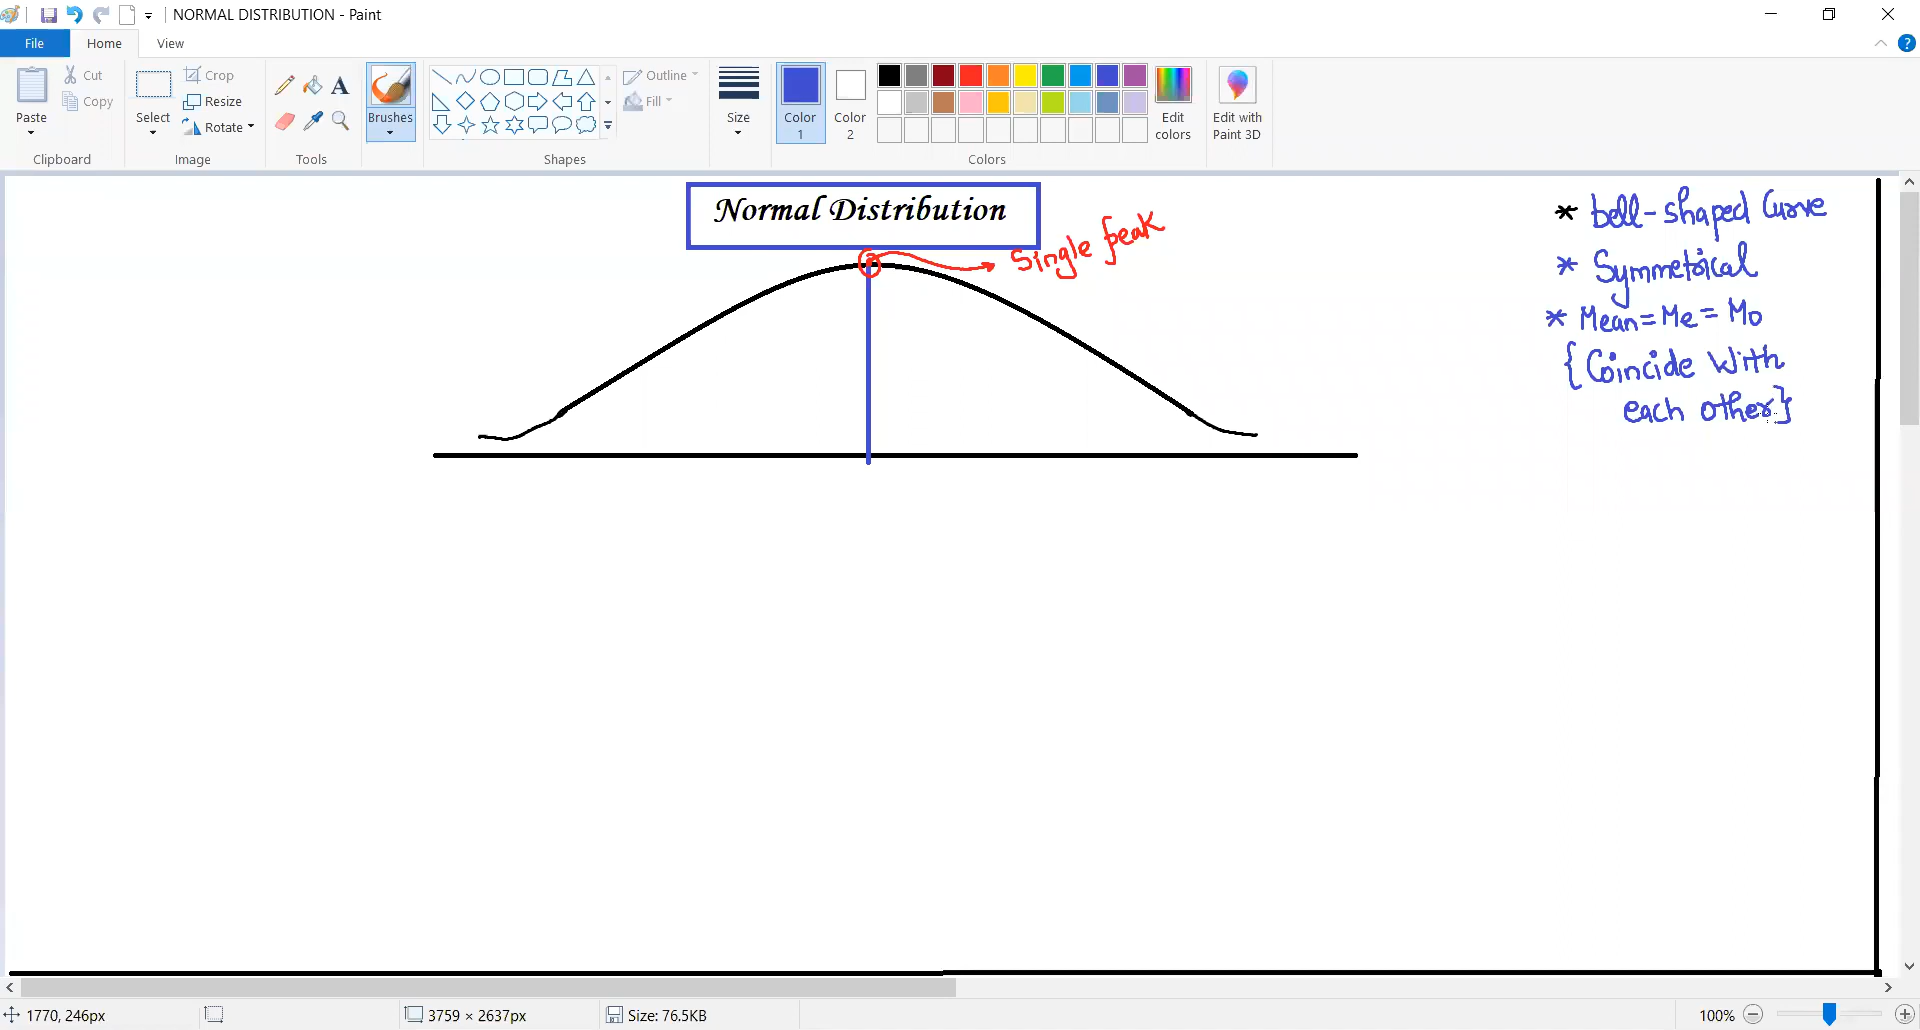 NORMAL DISTRIBUTION - Paint
File Home View
Paste
Cut
Copy
Clipboard
Select
Crop
Resize
Rotate
Image
Tools
Brushes
Outline
Fill
Shapes
Size
Color 1
Color 2
Colors
Edit colors
Edit with Paint 3D
Normal Distribution
Single Peak
* bell-shaped Curve
* Symmetrical
* Mean = Me = Mo
{Coincide With
each other}
1770, 246px
3759 × 2637px
Size: 76.5KB
100%